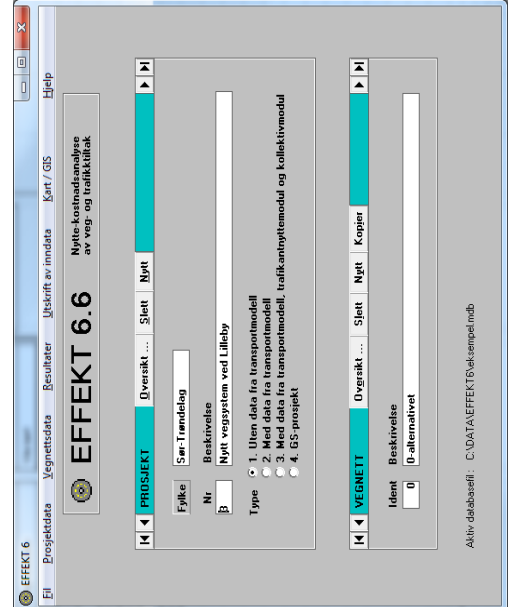 EFFEKT 6
Fil Prosjektdata Vegnettsdata Resultater Utskrift av inndata Kart / GIS Hjelp
EFFEKT 6.6
Nytte-kostnadsanalyse
av veg- og trafikktiltak
PROSJEKT Oversikt ... Slett Nytt
Fylke Sør-Trøndelag
Nr Beskrivelse
3 Nytt vegsystem ved Lilleby
Type 1. Uten data fra transportmodell
2. Med data fra transportmodell
3. Med data fra transportmodell, trafikantnyttemodul og kollektivmodul
4. GS-prosjekt
VEGNETT Oversikt ... Slett Nytt Kopier
Ident Beskrivelse
0 0-alternativet
Aktiv databasefil : C:\DATA\EFFEKT6\eksempel.mdb